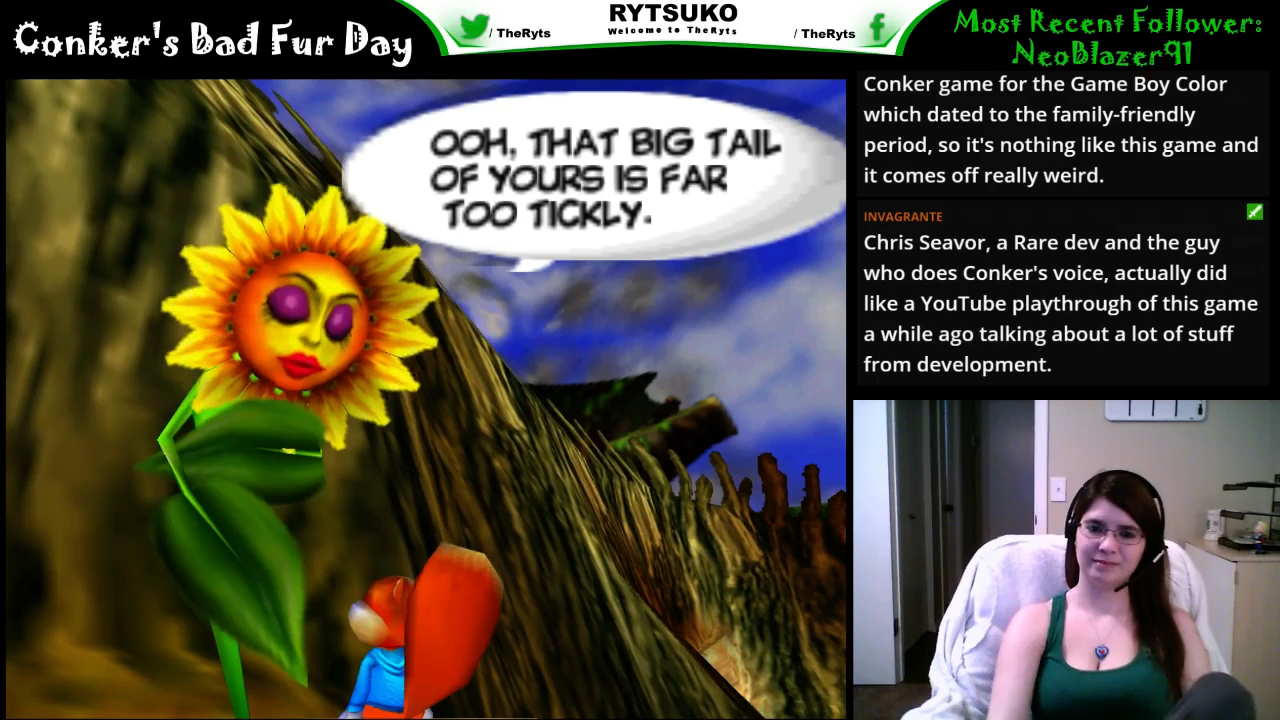 Conker's Bad Fur Day
/ TheRyts
RYTSUKO
Welcome to TheRyts
/ TheRyts
Most Recent Follower:
NeoBlazer91
OOH, THAT BIG TAIL
OF YOURS IS FAR
TOO TICKLY.
Conker game for the Game Boy Color
which dated to the family-friendly
period, so it's nothing like this game and
it comes off really weird.
INVAGRANTE
Chris Seavor, a Rare dev and the guy
who does Conker's voice, actually did
like a YouTube playthrough of this game
a while ago talking about a lot of stuff
from development.